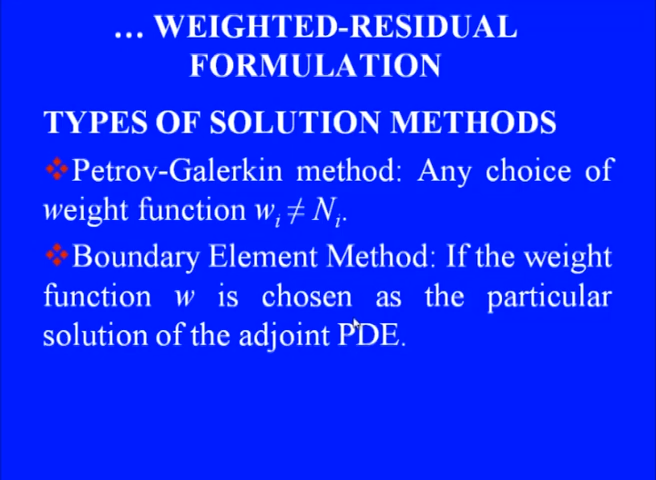 ... WEIGHTED-RESIDUAL
FORMULATION
TYPES OF SOLUTION METHODS
❖Petrov-Galerkin method: Any choice of
weight function wᵢ ≠ Nᵢ.
❖Boundary Element Method: If the weight
function w is chosen as the particular
solution of the adjoint PDE.